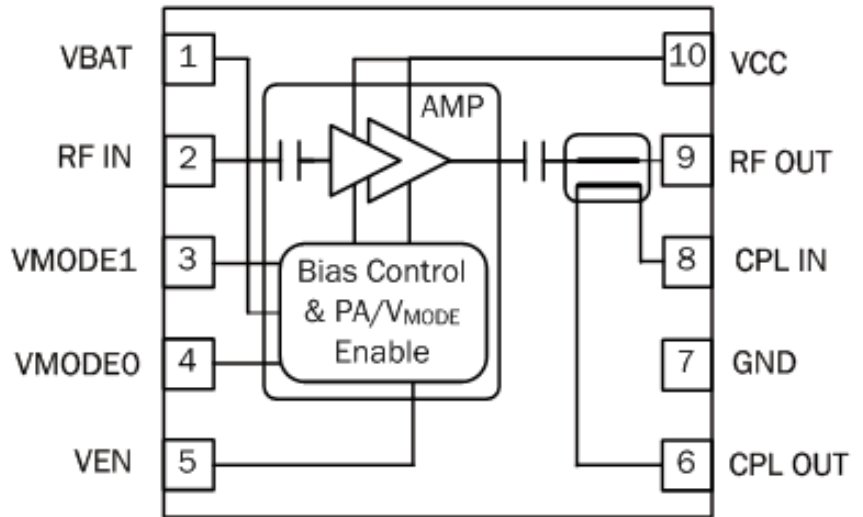 VBAT 1
10 VCC
AMP
RF IN 2
9 RF OUT
VMODE1 3
8 CPL IN
Bias Control
& PA/VMODE
Enable
VMODE0 4
7 GND
VEN 5
6 CPL OUT